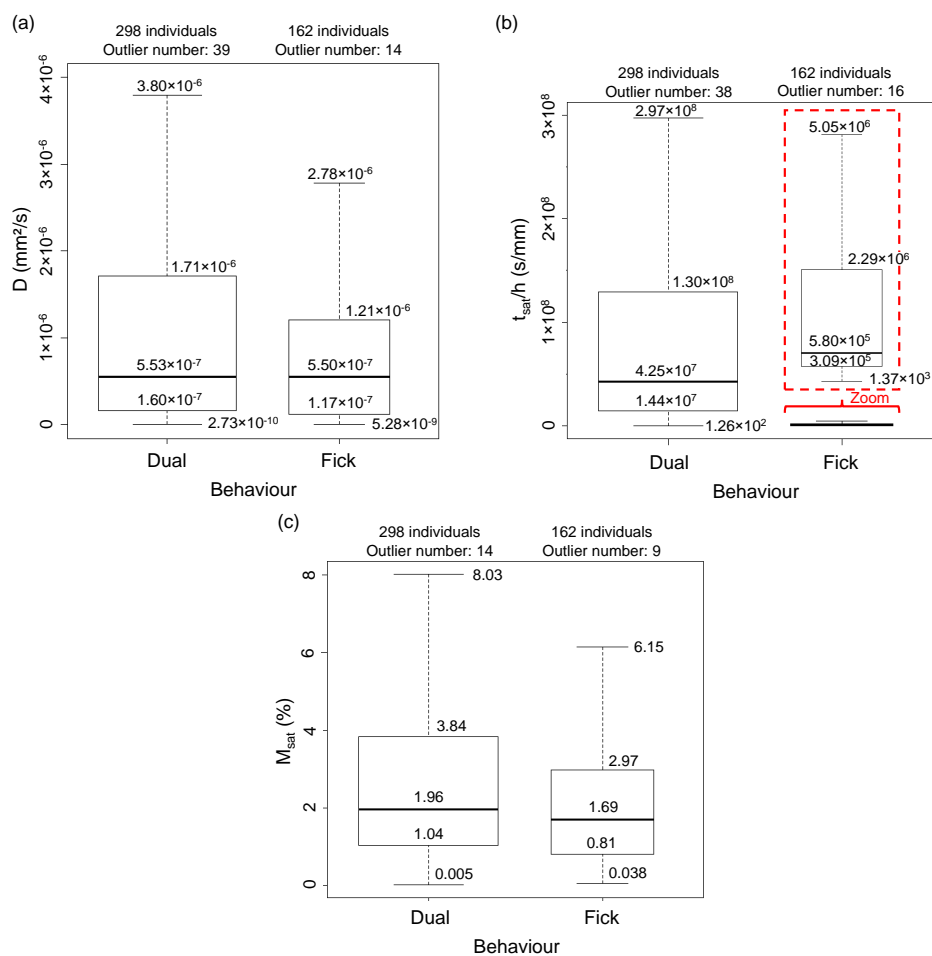 (a)
298 individuals
Outlier number: 39
162 individuals
Outlier number: 14
D (mm²/s)
4×10⁻⁶
3×10⁻⁶
2×10⁻⁶
1×10⁻⁶
0
3.80×10⁻⁶
1.71×10⁻⁶
5.53×10⁻⁷
1.60×10⁻⁷
2.73×10⁻¹⁰
2.78×10⁻⁶
1.21×10⁻⁶
5.50×10⁻⁷
1.17×10⁻⁷
5.28×10⁻⁹
Dual
Fick
Behaviour
(b)
298 individuals
Outlier number: 38
162 individuals
Outlier number: 16
t_sat/h (s/mm)
3×10⁸
2×10⁸
1×10⁸
0
2.97×10⁸
1.30×10⁸
4.25×10⁷
1.44×10⁷
1.26×10²
5.05×10⁶
2.29×10⁶
5.80×10⁵
3.09×10⁵
1.37×10³
Zoom
Dual
Fick
Behaviour
(c)
298 individuals
Outlier number: 14
162 individuals
Outlier number: 9
M_sat (%)
8
6
4
2
0
8.03
3.84
1.96
1.04
0.005
6.15
2.97
1.69
0.81
0.038
Dual
Fick
Behaviour